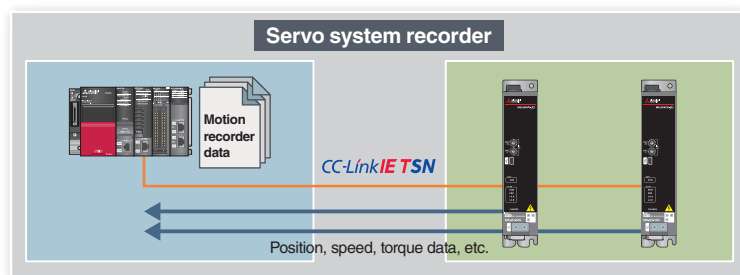 Servo system recorder
Motion
recorder
data
CC-Link IE TSN
Position, speed, torque data, etc.